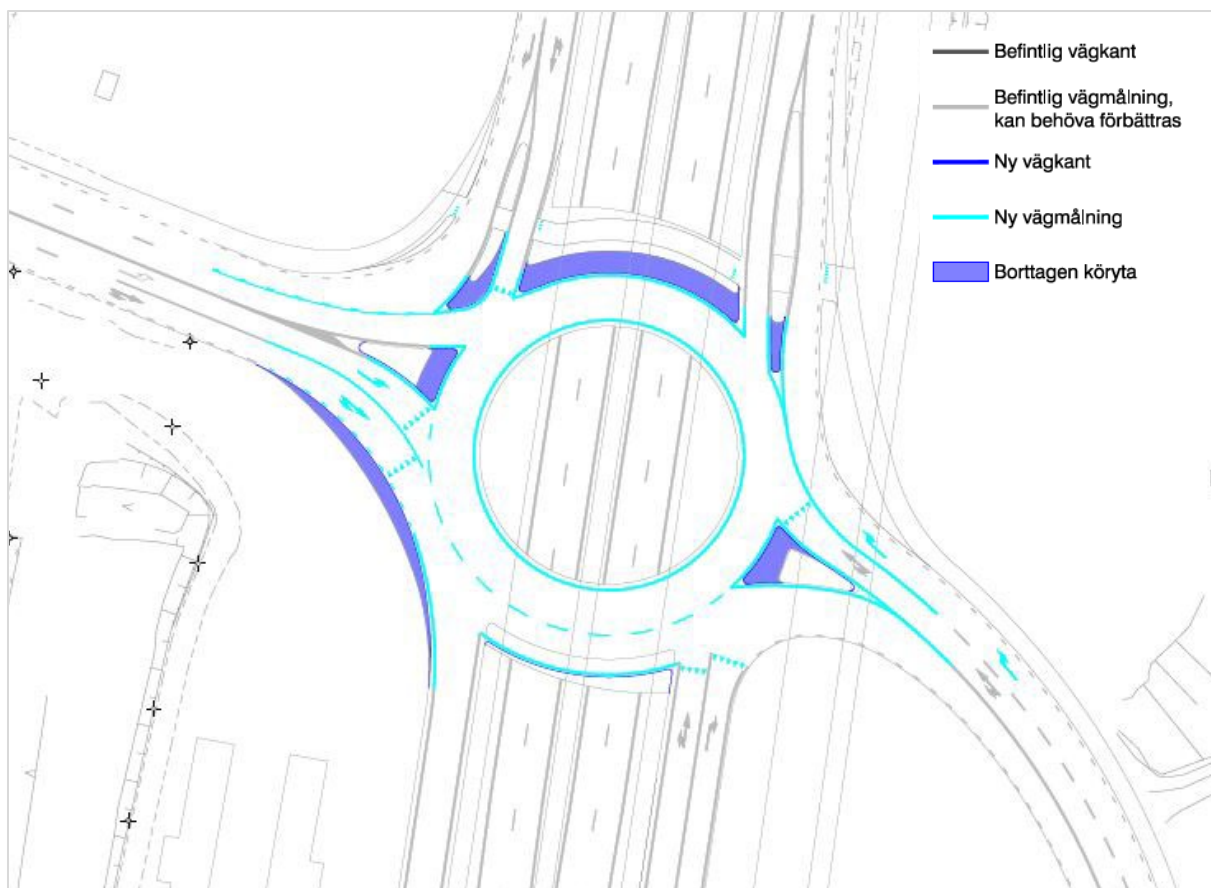 Befintlig vägkant
Befintlig vägmålning,
kan behöva förbättras
Ny vägkant
Ny vägmålning
Borttagen köryta